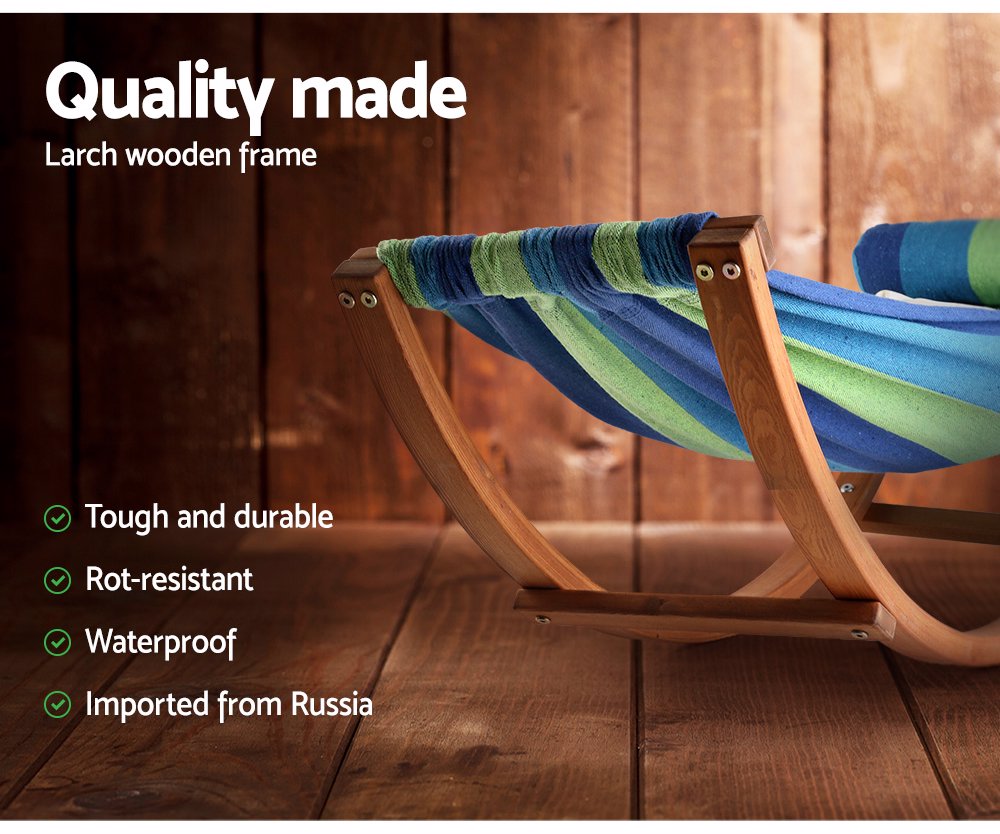 Quality made
Larch wooden frame
Tough and durable
Rot-resistant
Waterproof
Imported from Russia